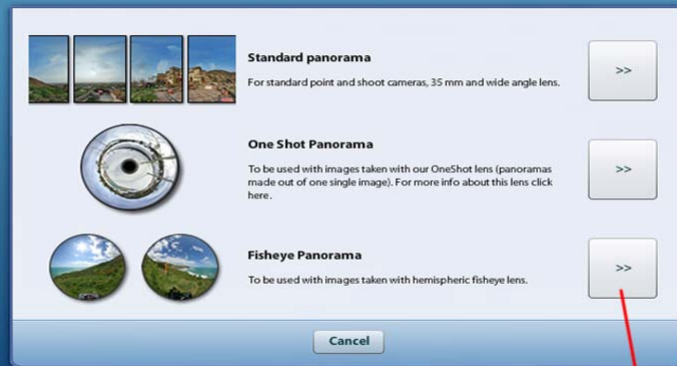 Standard panorama
For standard point and shoot cameras, 35 mm and wide angle lens.
>>
One Shot Panorama
To be used with images taken with our OneShot lens (panoramas
made out of one single image). For more info about this lens click
here.
>>
Fisheye Panorama
To be used with images taken with hemispheric fisheye lens.
>>
Cancel